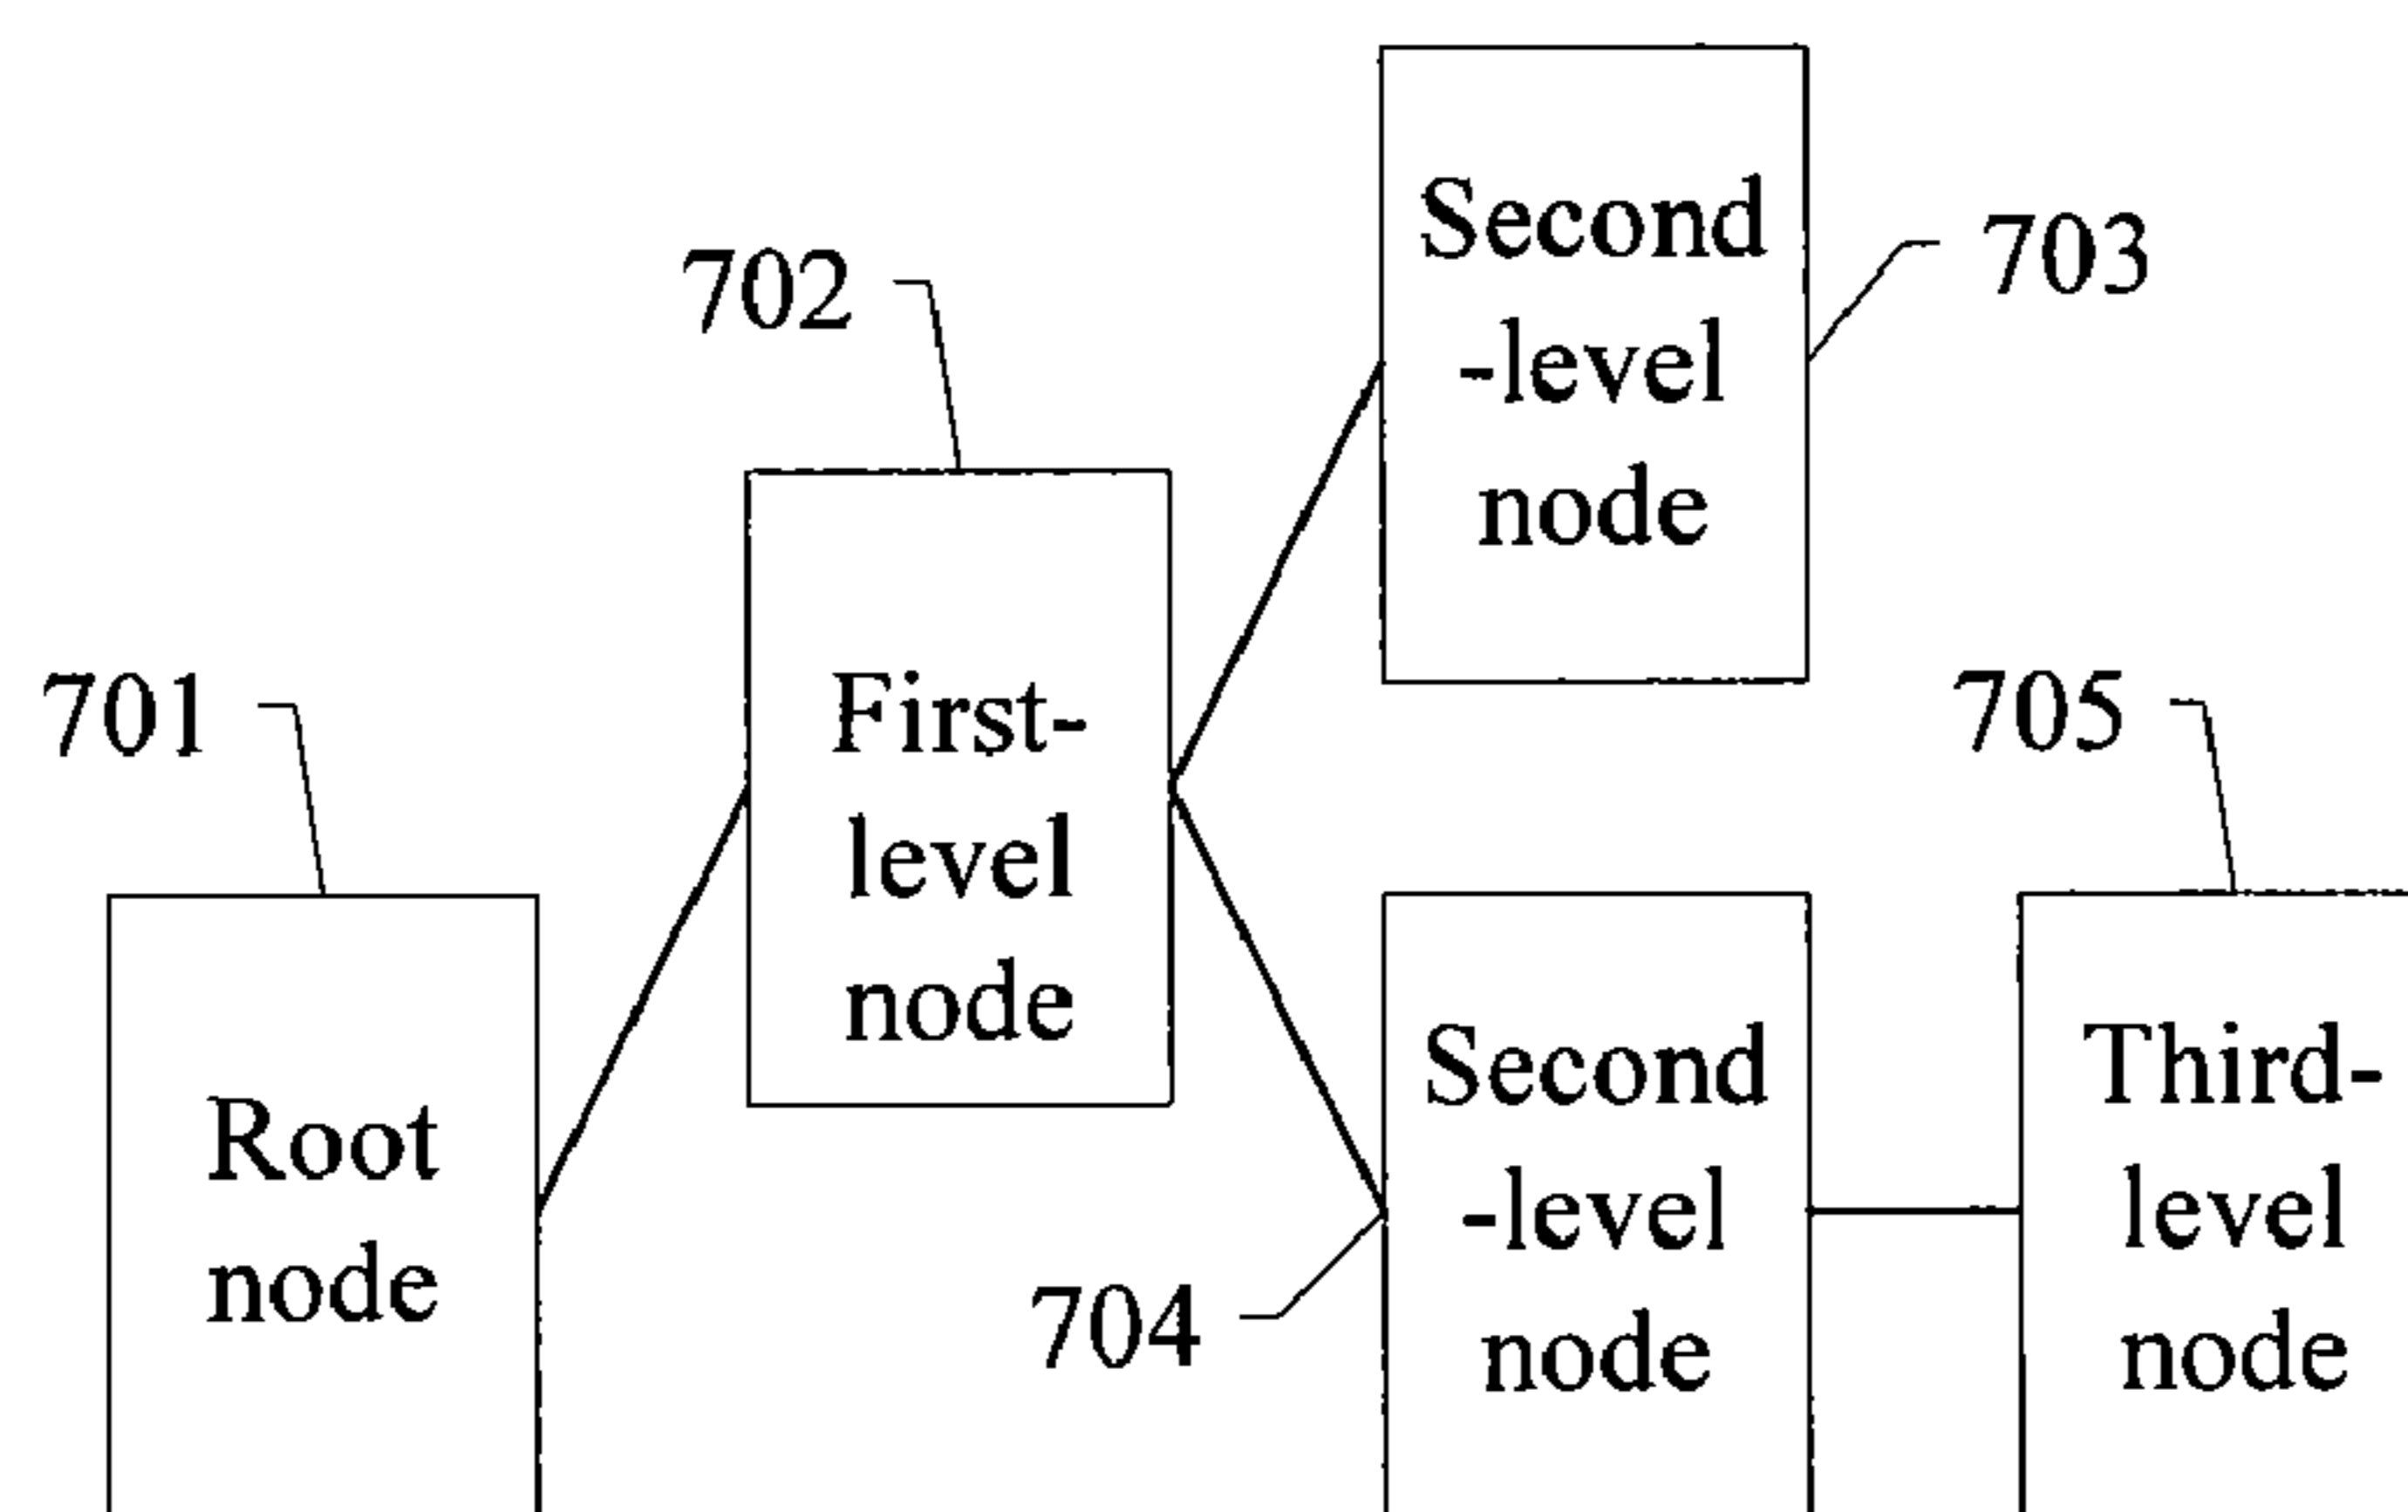 702
Second
-level
node
703
701
First-
level
node
705
Root
node
704
Second
-level
node
Third-
level
node